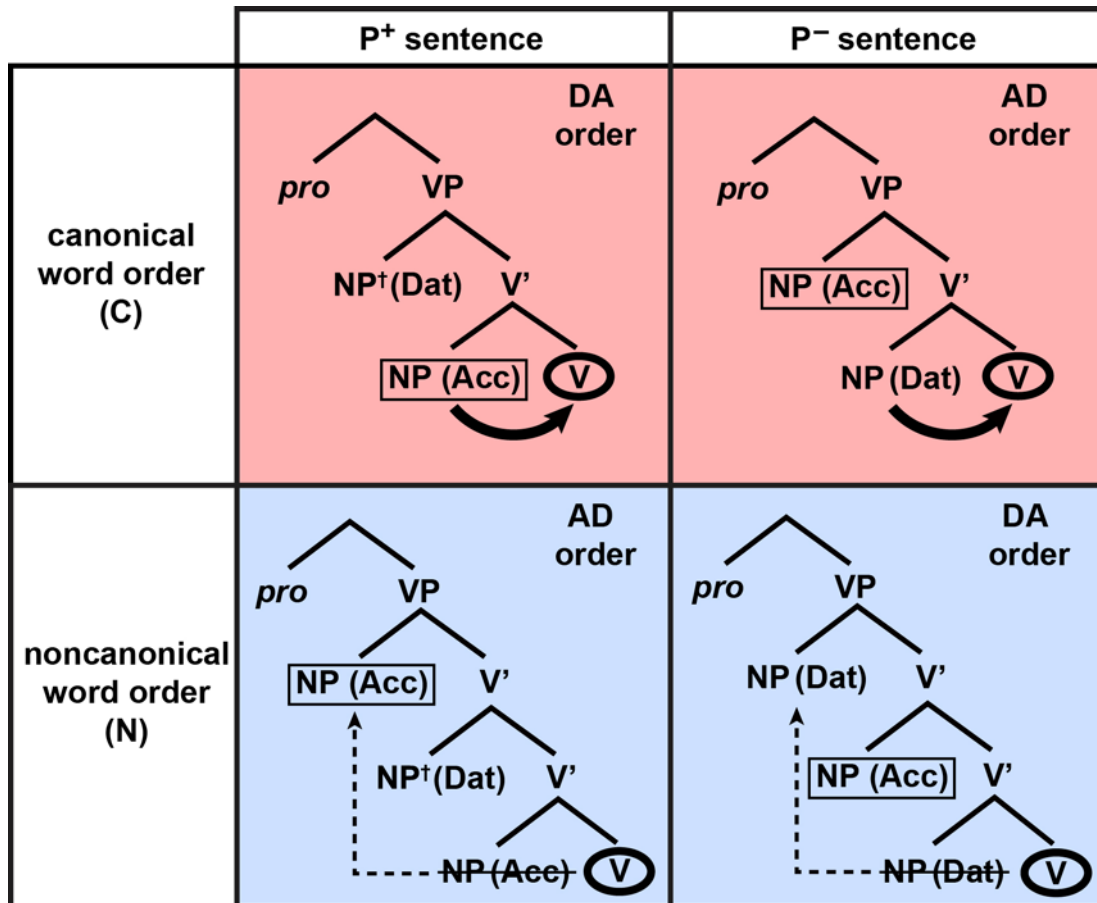 P⁺ sentence
P⁻ sentence
canonical
word order
(C)
DA
order
pro
VP
NP†(Dat)
V’
NP (Acc)
V
AD
order
pro
VP
NP (Acc)
V’
NP (Dat)
V
noncanonical
word order
(N)
AD
order
pro
VP
NP (Acc)
V’
NP†(Dat)
V’
NP (Acc)
V
DA
order
pro
VP
NP (Dat)
V’
NP (Acc)
V’
NP (Dat)
V